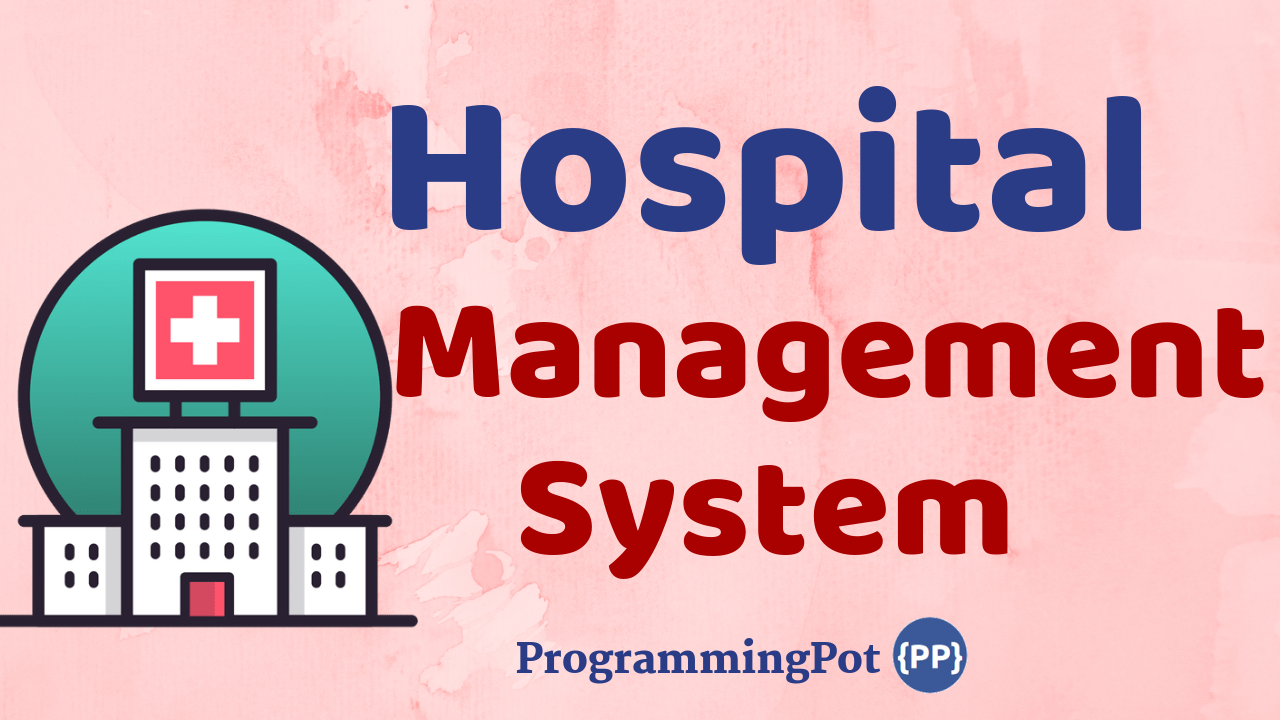 Hospital
Management
System
ProgrammingPot {PP}